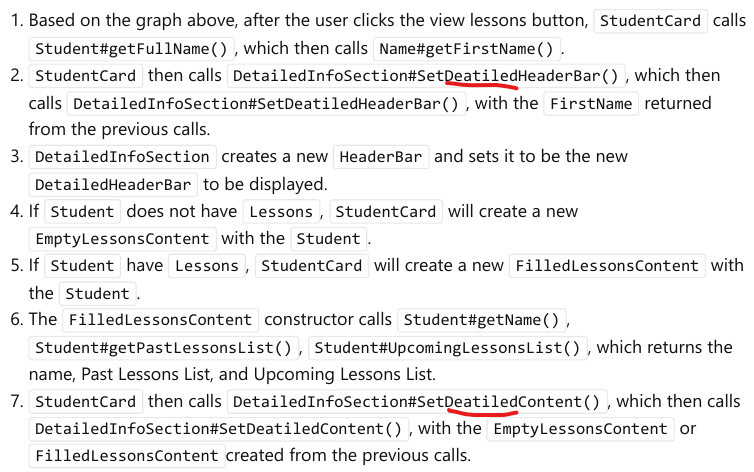 1. Based on the graph above, after the user clicks the view lessons button, StudentCard calls
Student#getFullName(), which then calls Name#getFirstName().
2. StudentCard then calls DetailedInfoSection#SetDeatiledHeaderBar(), which then
calls DetailedInfoSection#SetDeatiledHeaderBar(), with the FirstName returned
from the previous calls.
3. DetailedInfoSection creates a new HeaderBar and sets it to be the new
DetailedHeaderBar to be displayed.
4. If Student does not have Lessons, StudentCard will create a new
EmptyLessonsContent with the Student.
5. If Student have Lessons, StudentCard will create a new FilledLessonsContent with
the Student.
6. The FilledLessonsContent constructor calls Student#getName(),
Student#getPastLessonsList(), Student#UpcomingLessonsList(), which returns the
name, Past Lessons List, and Upcoming Lessons List.
7. StudentCard then calls DetailedInfoSection#SetDeatiledContent(), which then calls
DetailedInfoSection#SetDeatiledContent(), with the EmptyLessonsContent or
FilledLessonsContent created from the previous calls.